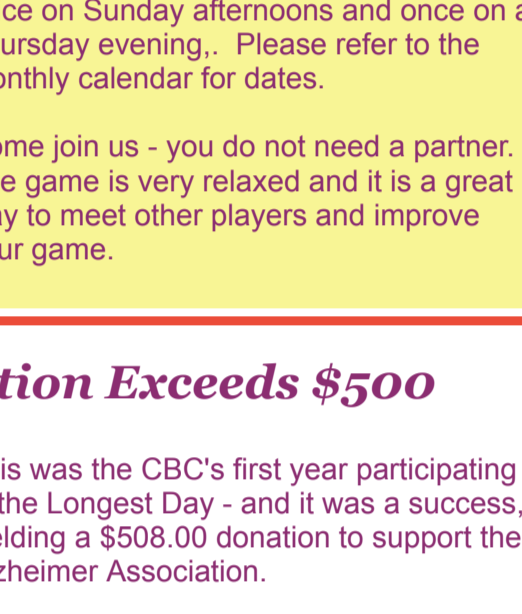 ce on Sunday afternoons and once on a
ursday evening,.  Please refer to the
onthly calendar for dates.
ome join us - you do not need a partner.
e game is very relaxed and it is a great
ay to meet other players and improve
ur game.
tion Exceeds $500
is was the CBC's first year participating
the Longest Day - and it was a success,
elding a $508.00 donation to support the
zheimer Association.